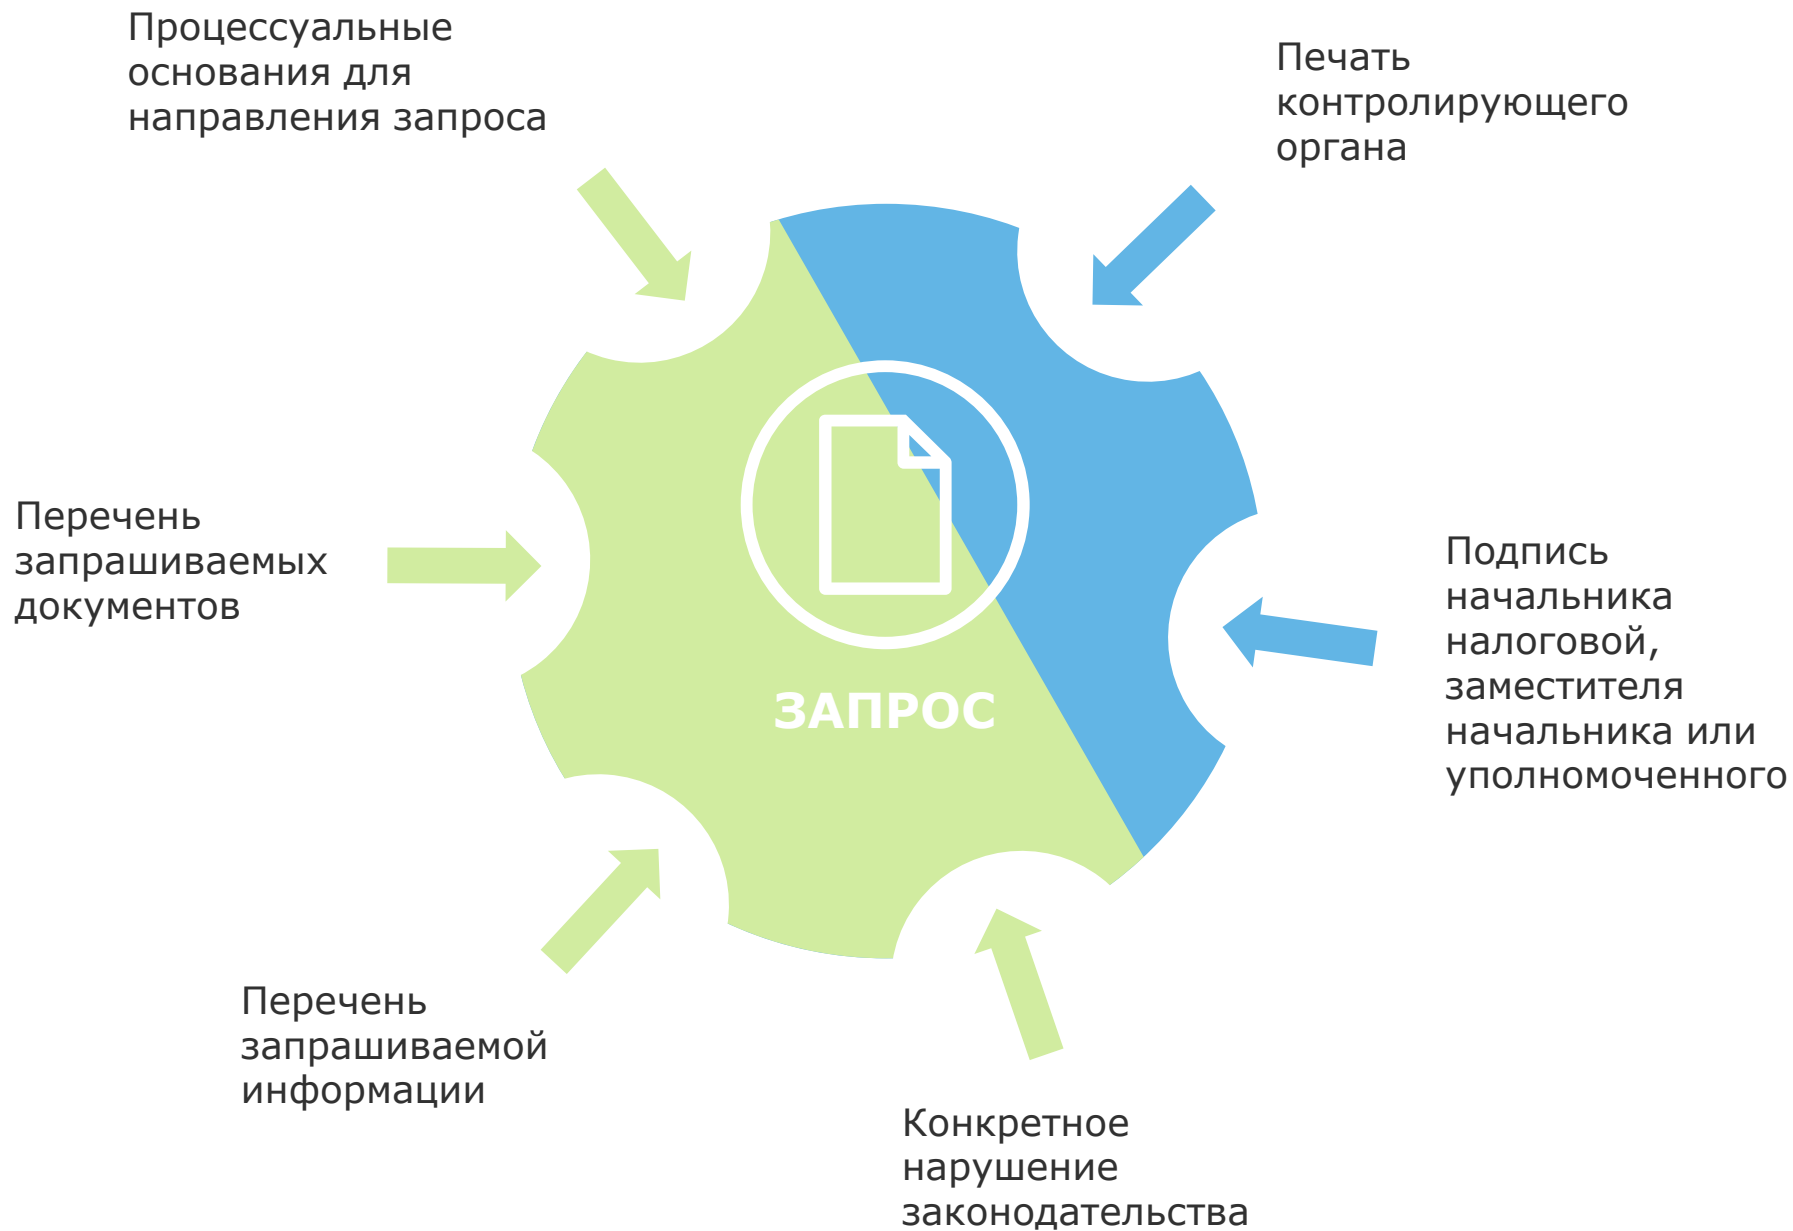 Процессуальные
основания для
направления запроса
Печать
контролирующего
органа
Перечень
запрашиваемых
документов
Подпись
начальника
налоговой,
заместителя
начальника или
уполномоченного
ЗАПРОС
Перечень
запрашиваемой
информации
Конкретное
нарушение
законодательства